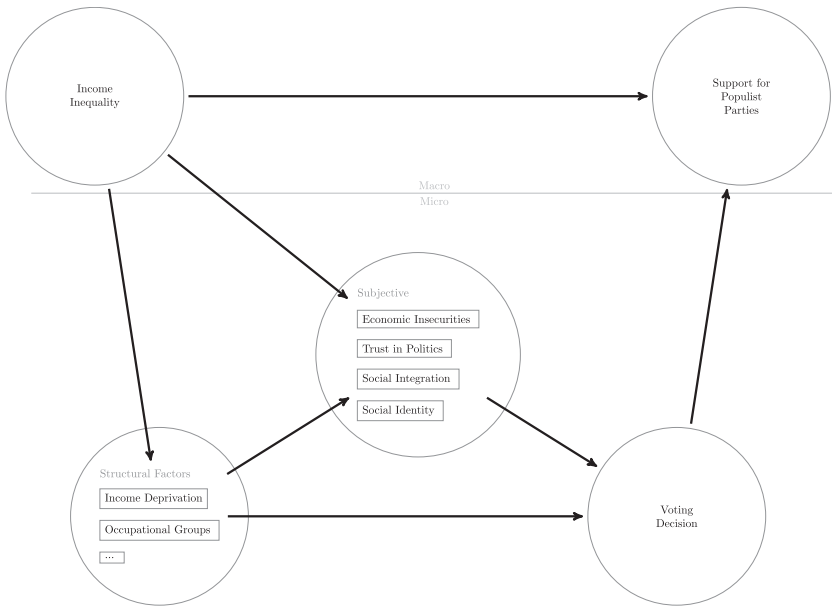 Income
Inequality
Support for
Populist
Parties
Macro
Micro
Subjective
Economic Insecurities
Trust in Politics
Social Integration
Social Identity
Structural Factors
Income Deprivation
Occupational Groups
...
Voting
Decision